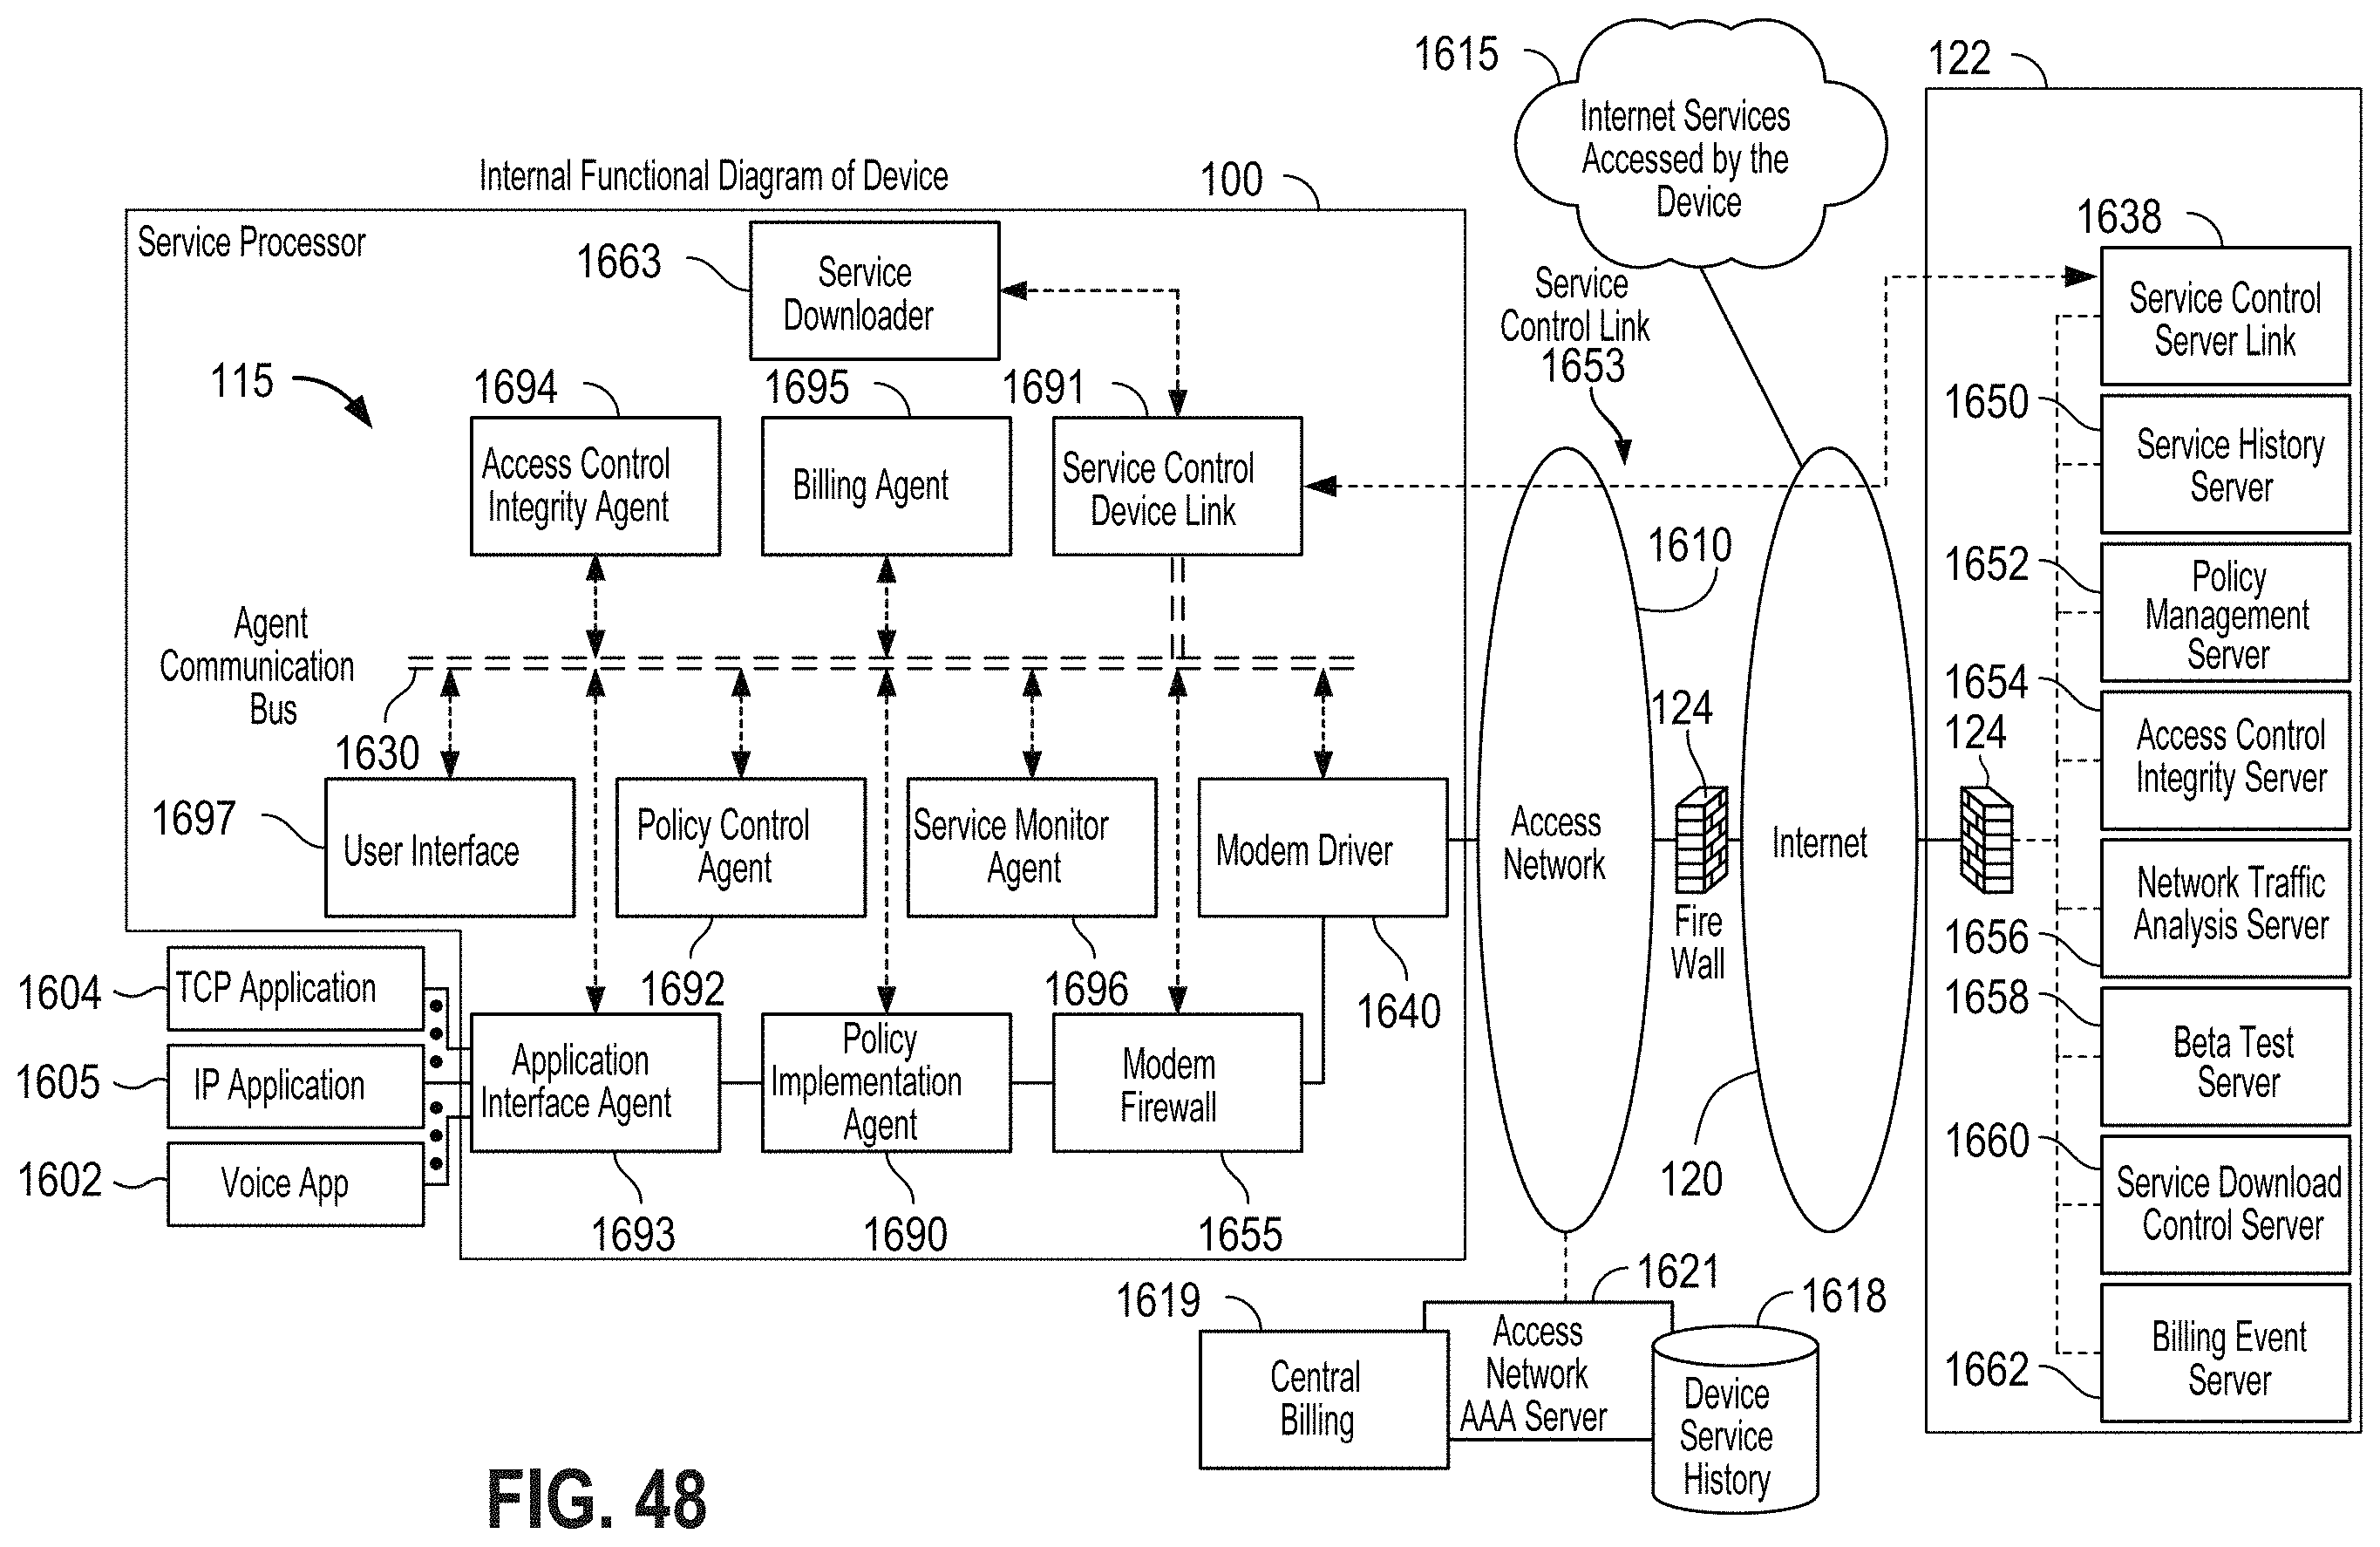 Internal Functional Diagram of Device
100
Service Processor
115
1663
Service
Downloader
1694
Access Control
Integrity Agent
1695
Billing Agent
1691
Service Control
Device Link
Agent
Communication
Bus
1630
1697
User Interface
Policy Control
Agent
1692
Service Monitor
Agent
1696
Modem Driver
1640
1604
TCP Application
1605
IP Application
1602
Voice App
Application
Interface Agent
1693
Policy
Implementation
Agent
1690
Modem
Firewall
1655
1615
Internet Services
Accessed by the
Device
Service
Control Link
1653
1610
Access
Network
124
Fire
Wall
Internet
120
124
1619
Central
Billing
1621
Access
Network
AAA Server
1618
Device
Service
History
122
1638
Service Control
Server Link
1650
Service History
Server
1652
Policy
Management
Server
1654
Access Control
Integrity Server
Network Traffic
Analysis Server
1656
1658
Beta Test
Server
1660
Service Download
Control Server
Billing Event
Server
1662
FIG. 48